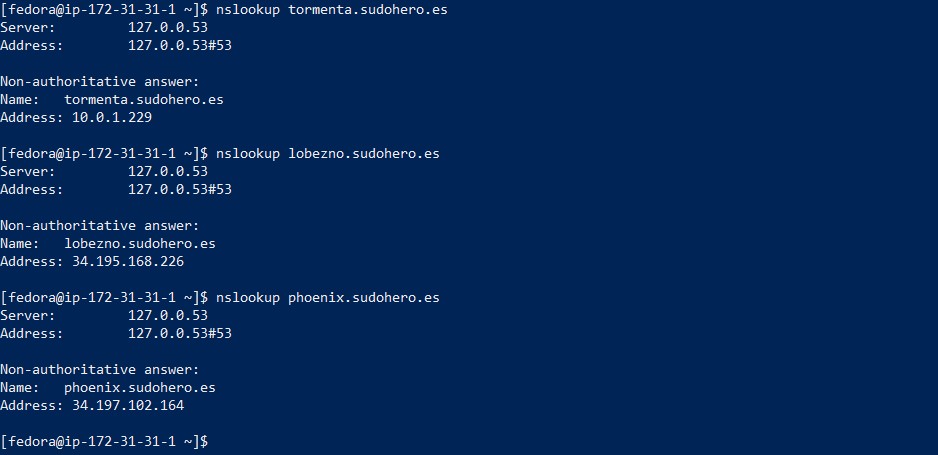 [fedora@ip-172-31-31-1 ~]$ nslookup tormenta.sudohero.es
Server:         127.0.0.53
Address:        127.0.0.53#53

Non-authoritative answer:
Name:   tormenta.sudohero.es
Address: 10.0.1.229

[fedora@ip-172-31-31-1 ~]$ nslookup lobezno.sudohero.es
Server:         127.0.0.53
Address:        127.0.0.53#53

Non-authoritative answer:
Name:   lobezno.sudohero.es
Address: 34.195.168.226

[fedora@ip-172-31-31-1 ~]$ nslookup phoenix.sudohero.es
Server:         127.0.0.53
Address:        127.0.0.53#53

Non-authoritative answer:
Name:   phoenix.sudohero.es
Address: 34.197.102.164

[fedora@ip-172-31-31-1 ~]$